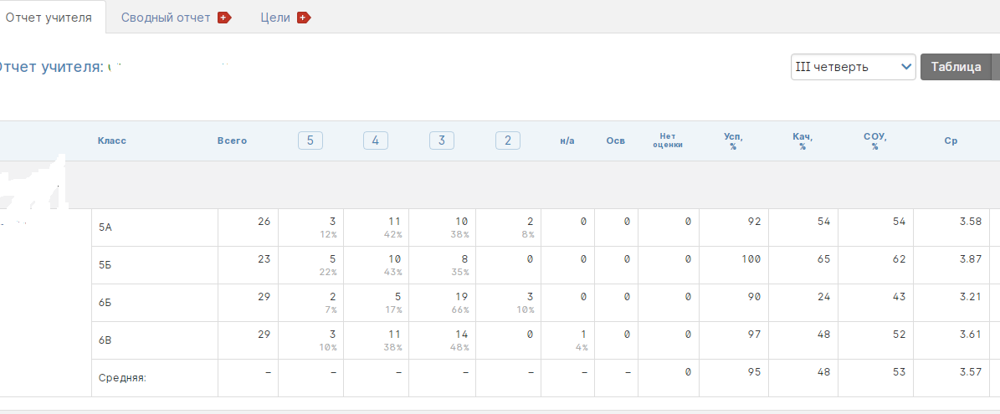 Отчет учителя Сводный отчет + Цели +
Отчет учителя: III четверть Таблица
Класс Всего 5 4 3 2 н/а Осв Нет оценки Усп, % Кач, % СОУ, % Ср
5А 26 3 11 10 2 0 0 0 92 54 54 3.58
12% 42% 38% 8%
5Б 23 5 10 8 0 0 0 0 100 65 62 3.87
22% 43% 35%
6Б 29 2 5 19 3 0 0 0 90 24 43 3.21
7% 17% 66% 10%
6В 29 3 11 14 0 1 0 0 97 48 52 3.61
10% 38% 48% 4%
Средняя: – – – – – – – 0 95 48 53 3.57